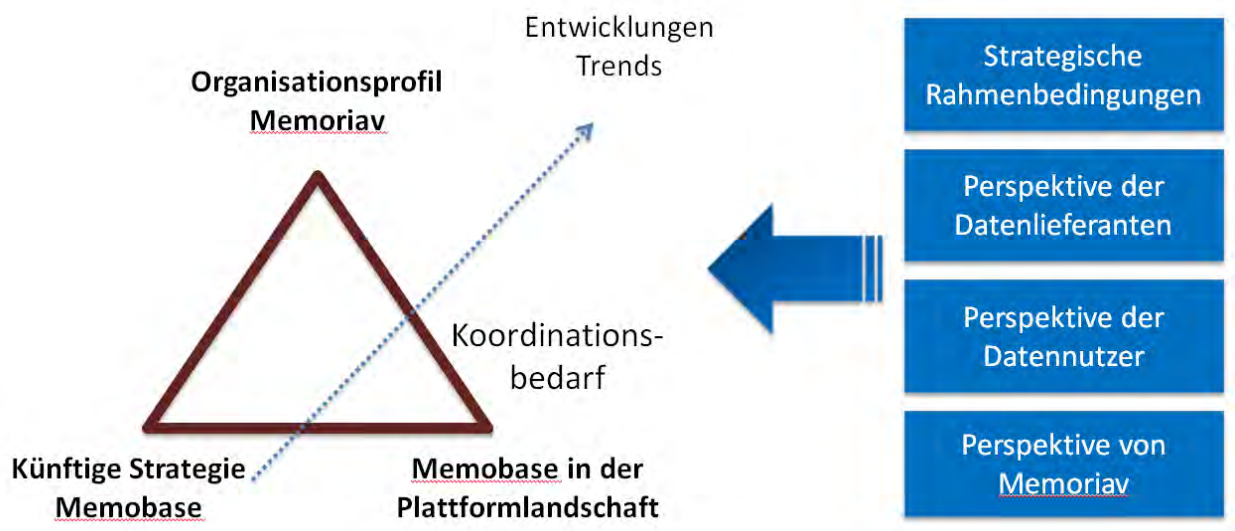 Entwicklungen
Trends
Organisationsprofil
Memoriav
Koordinations-
bedarf
Künftige Strategie
Memobase
Memobase in der
Plattformlandschaft
Strategische
Rahmenbedingungen
Perspektive der
Datenlieferanten
Perspektive der
Datennutzer
Perspektive von
Memoriav